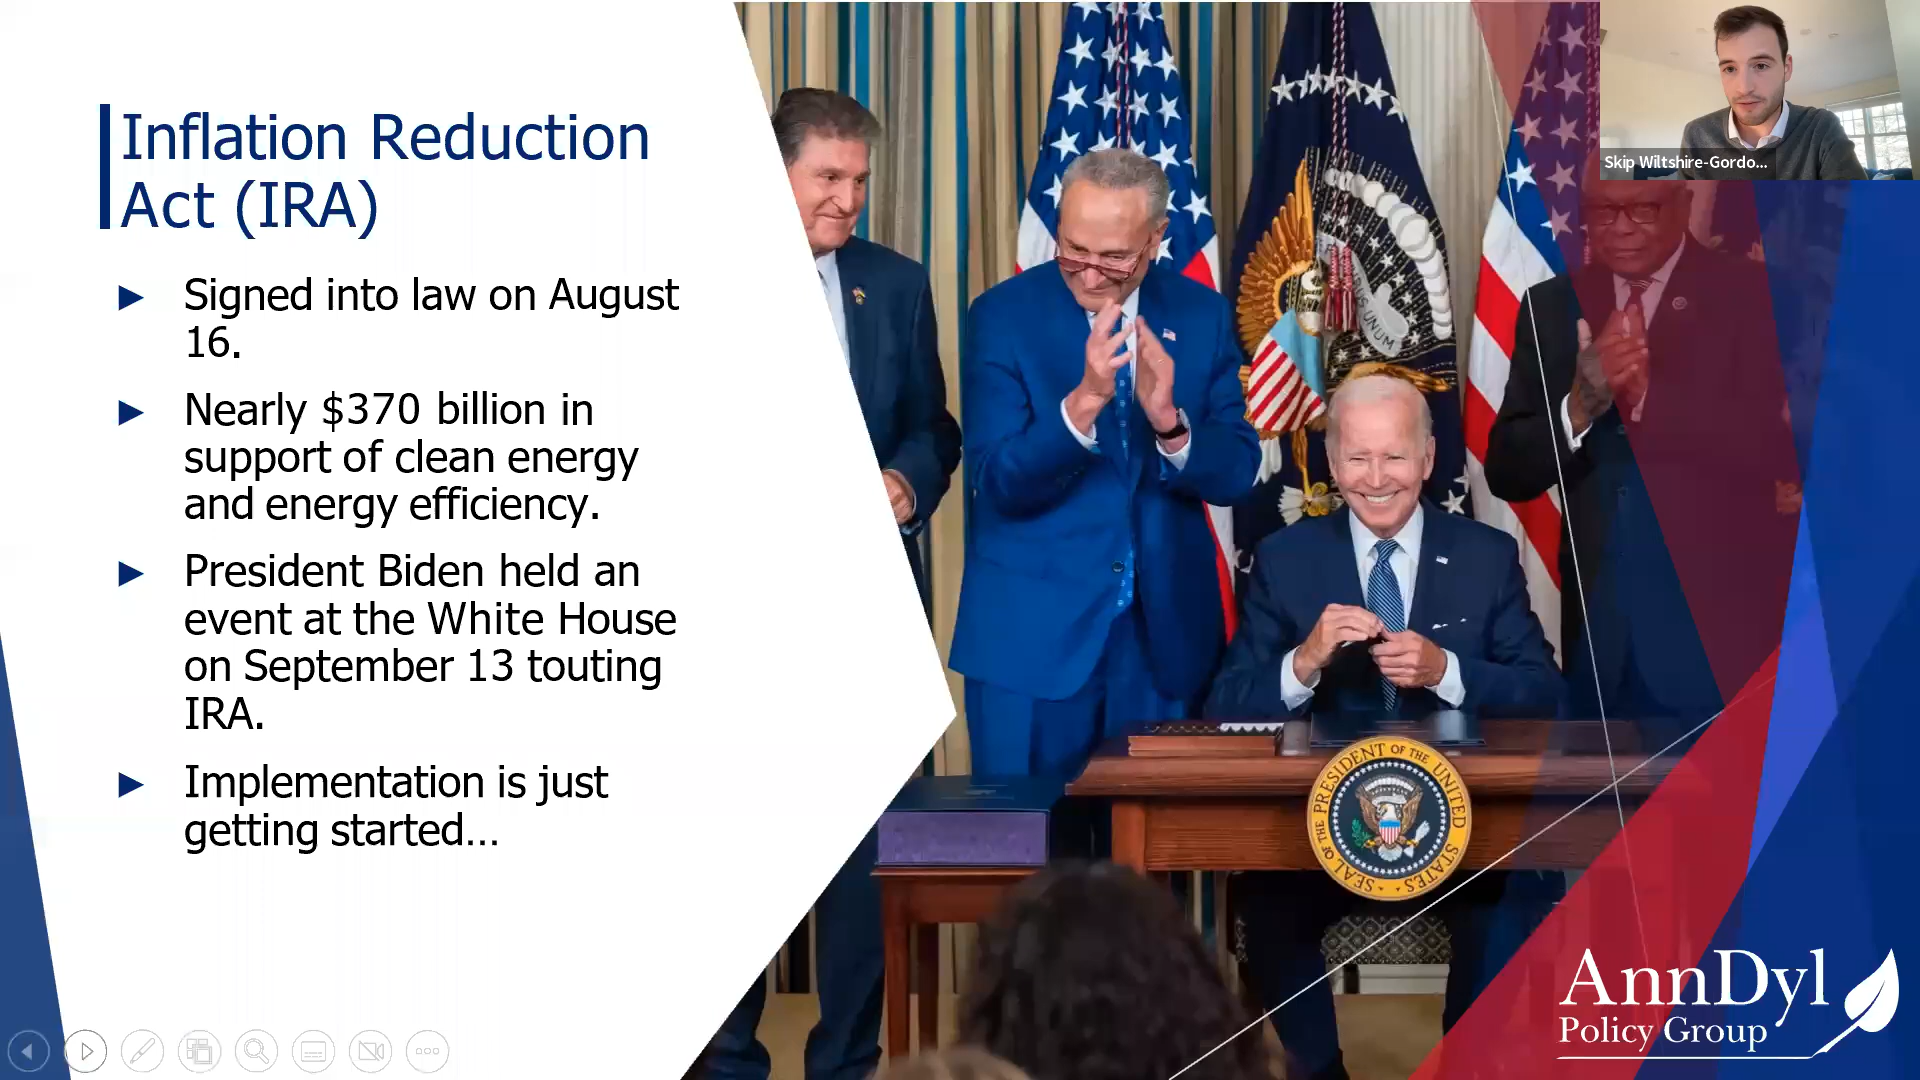 Inflation Reduction
Act (IRA)
► Signed into law on August
16.
► Nearly $370 billion in
support of clean energy
and energy efficiency.
► President Biden held an
event at the White House
on September 13 touting
IRA.
► Implementation is just
getting started...
Skip Wiltshire-Gordo...
US UNUM
SEAL OF THE PRESIDENT OF THE UNITED STATES
AnnDyl
Policy Group